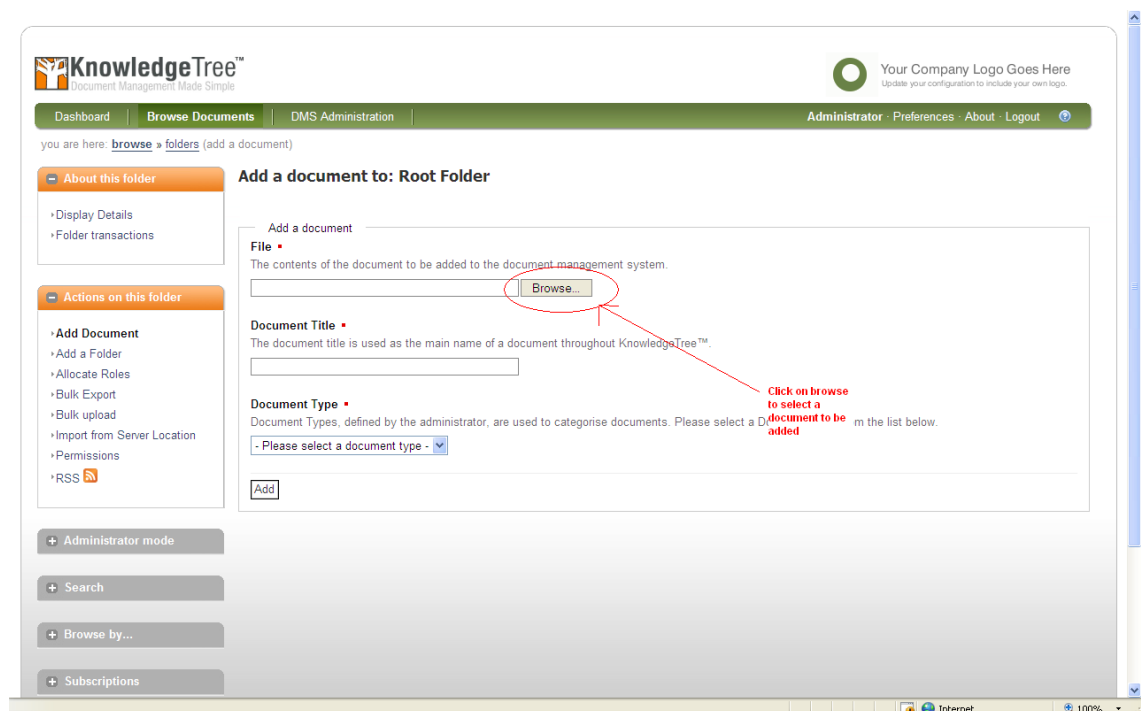 KnowledgeTree™
Document Management Made Simple
Your Company Logo Goes Here
Update your configuration to include your own logo.
Dashboard Browse Documents DMS Administration Administrator · Preferences · About · Logout ?
you are here: browse » folders (add a document)
About this folder
Display Details
Folder transactions
Actions on this folder
Add Document
Add a Folder
Allocate Roles
Bulk Export
Bulk upload
Import from Server Location
Permissions
RSS
Administrator mode
Search
Browse by...
Subscriptions
Add a document to: Root Folder
Add a document
File
The contents of the document to be added to the document management system.
Browse...
Document Title
The document title is used as the main name of a document throughout KnowledgeTree™.
Document Type
Document Types, defined by the administrator, are used to categorise documents. Please select a D m the list below.
- Please select a document type -
Add
Click on browse
to select a
document to be
added
Internet 100%